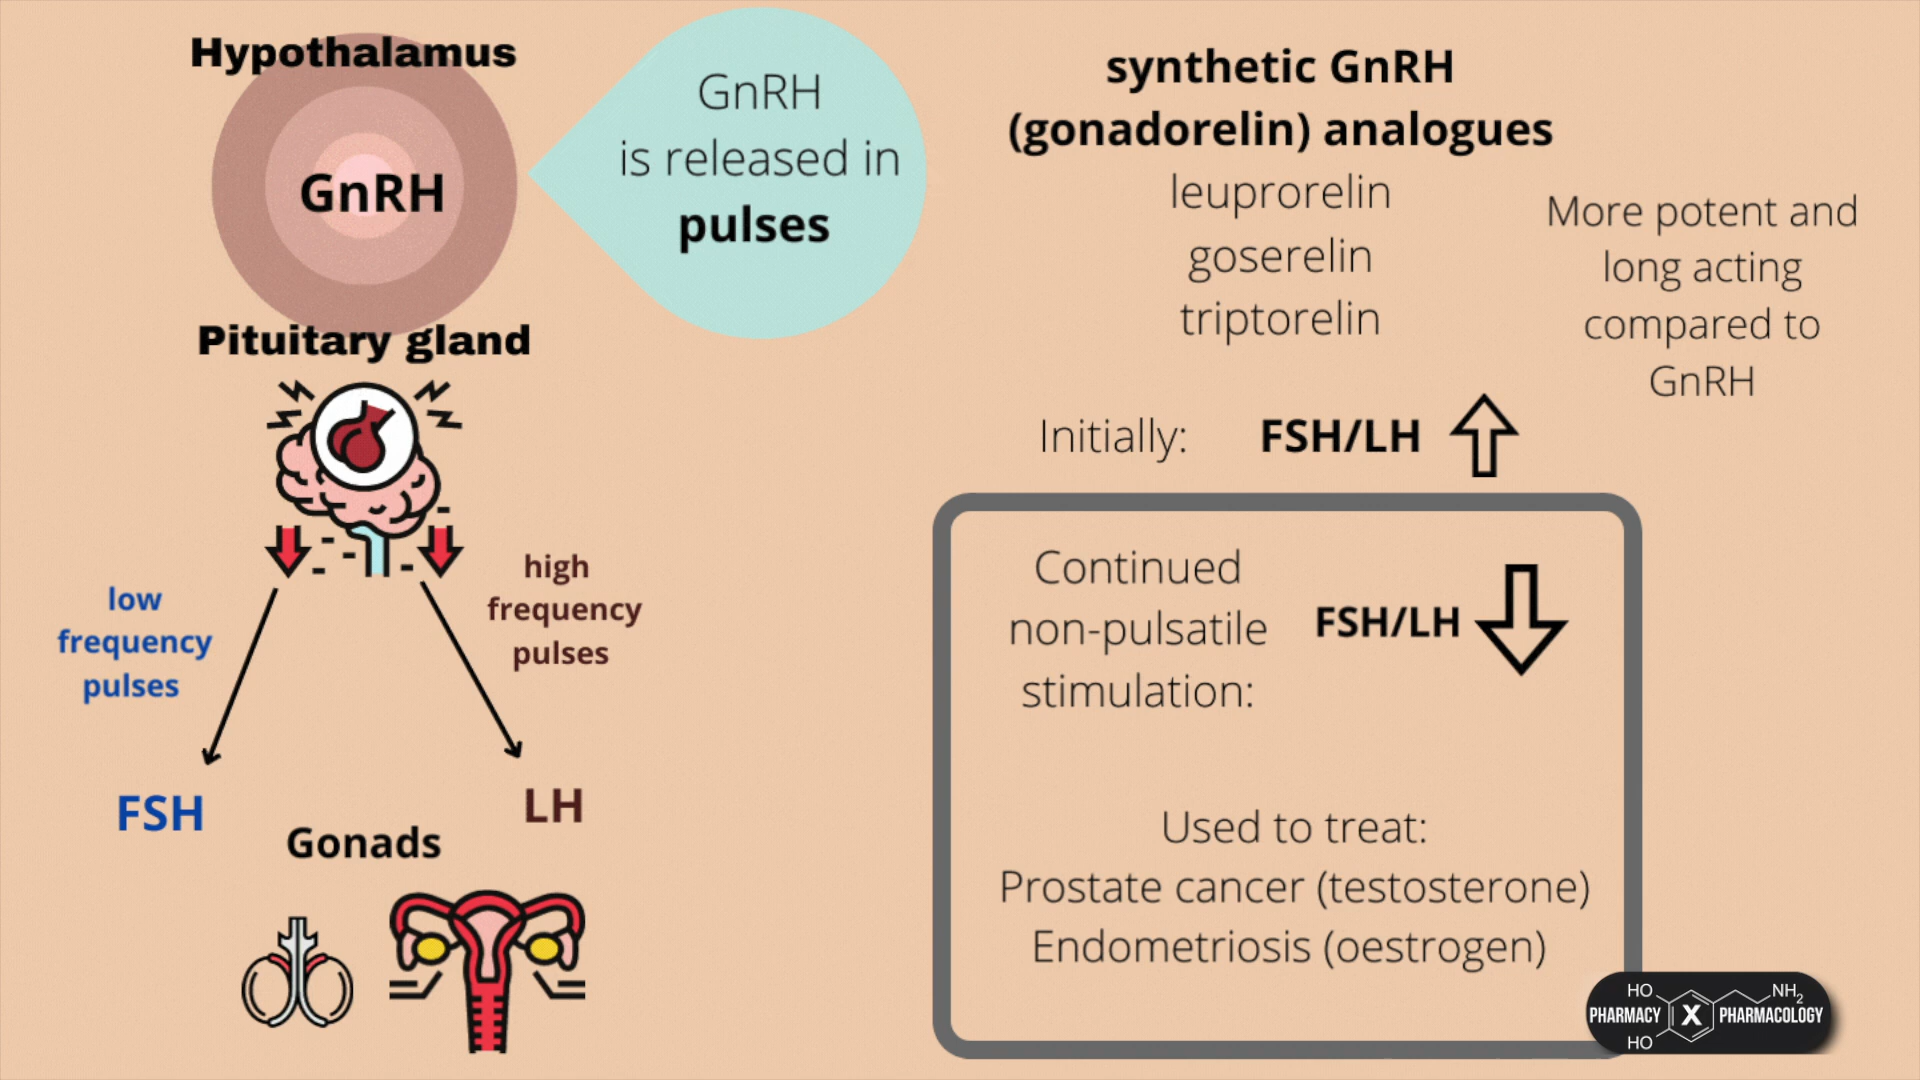 Hypothalamus
GnRH
GnRH
is released in
pulses
Pituitary gland
low
frequency
pulses
high
frequency
pulses
FSH
LH
Gonads
synthetic GnRH
(gonadorelin) analogues
leuprorelin
goserelin
triptorelin
More potent and
long acting
compared to
GnRH
Initially: FSH/LH
Continued
non-pulsatile
stimulation:
FSH/LH
Used to treat:
Prostate cancer (testosterone)
Endometriosis (oestrogen)
HO NH2
PHARMACY X PHARMACOLOGY
HO